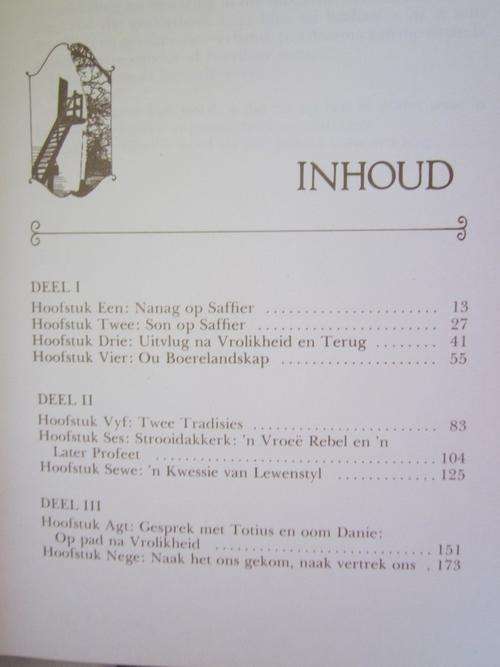 INHOUD
DEEL I
Hoofstuk Een: Nanag op Saffier ...................... 13
Hoofstuk Twee: Son op Saffier ....................... 27
Hoofstuk Drie: Uitvlug na Vrolikheid en Terug ........ 41
Hoofstuk Vier: Ou Boerelandskap .................... 55
DEEL II
Hoofstuk Vyf: Twee Tradisies ........................ 83
Hoofstuk Ses: Strooidakkerk: 'n Vroeë Rebel en 'n
Later Profeet ............................... 104
Hoofstuk Sewe: 'n Kwessie van Lewenstyl ............. 125
DEEL III
Hoofstuk Agt: Gesprek met Totius en oom Danie:
Op pad na Vrolikheid ........................ 151
Hoofstuk Nege: Naak het ons gekom, naak vertrek ons . 173